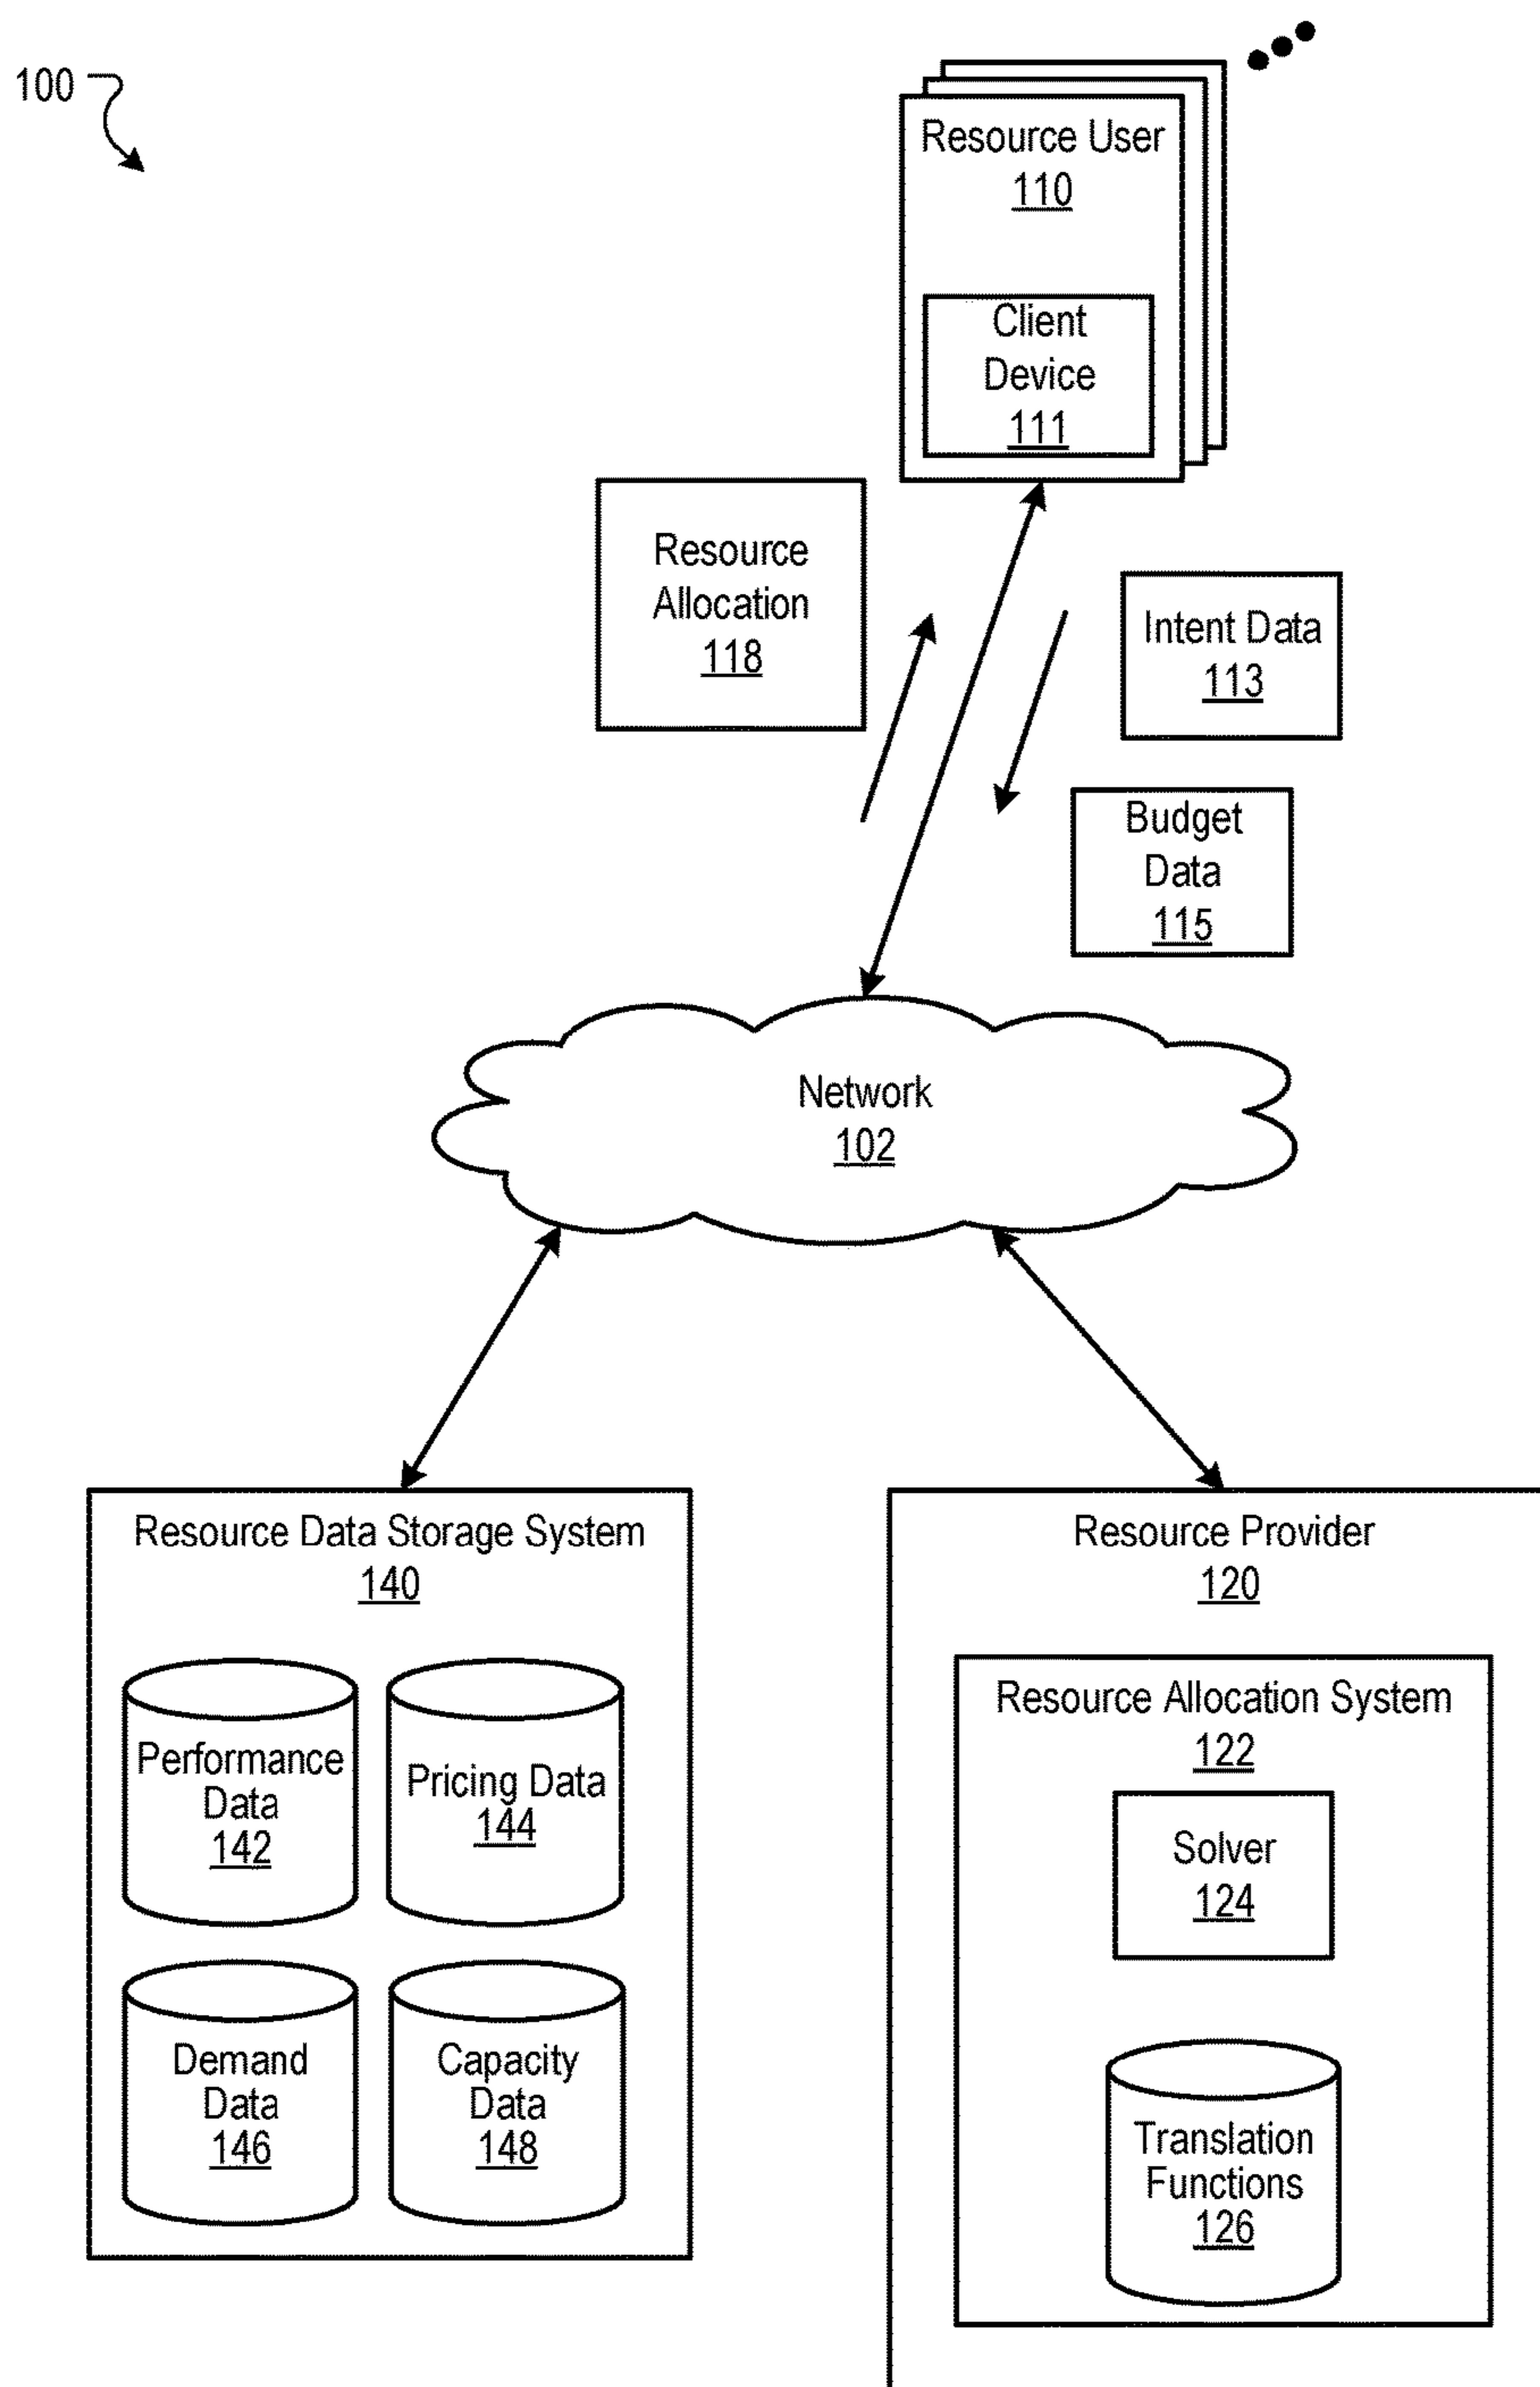 100
Resource User
110
Client
Device
111
Resource
Allocation
118
Intent Data
113
Budget
Data
115
Network
102
Resource Data Storage System
140
Performance
Data
142
Pricing Data
144
Demand
Data
146
Capacity
Data
148
Resource Provider
120
Resource Allocation System
122
Solver
124
Translation
Functions
126